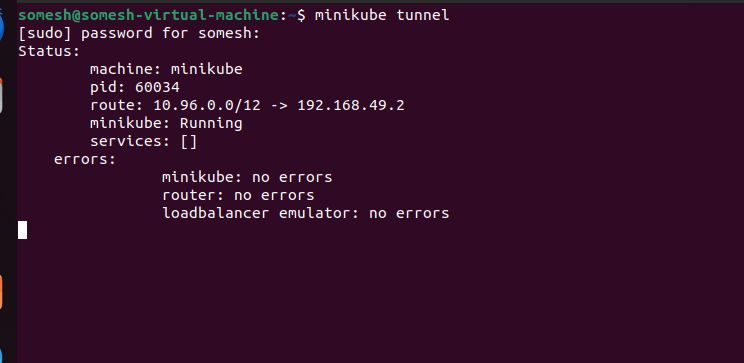 somesh@somesh-virtual-machine:~$ minikube tunnel
[sudo] password for somesh:
Status:
machine: minikube
pid: 60034
route: 10.96.0.0/12 -> 192.168.49.2
minikube: Running
services: []
errors:
minikube: no errors
router: no errors
loadbalancer emulator: no errors